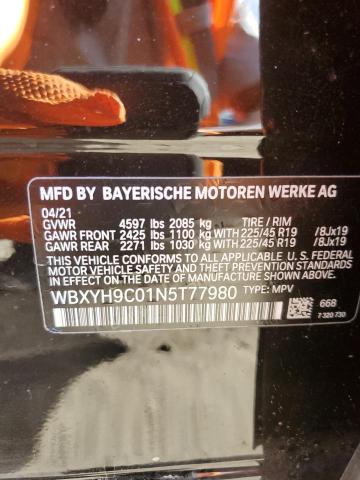 MFD BY BAYERISCHE MOTOREN WERKE AG
04/21
GVWR 4597 lbs 2085 kg TIRE / RIM
GAWR FRONT 2425 lbs 1100 kg WITH 225/45 R19 /8Jx19
GAWR REAR 2271 lbs 1030 kg WITH 225/45 R19 /8Jx19
THIS VEHICLE CONFORMS TO ALL APPLICABLE U. S. FEDERAL
MOTOR VEHICLE SAFETY, BUMPER, AND THEFT PREVENTION STANDARDS
IN EFFECT ON THE DATE OF MANUFACTURE SHOWN ABOVE.
WBXYH9C01N5T77980 TYPE: MPV
668
7 320 730